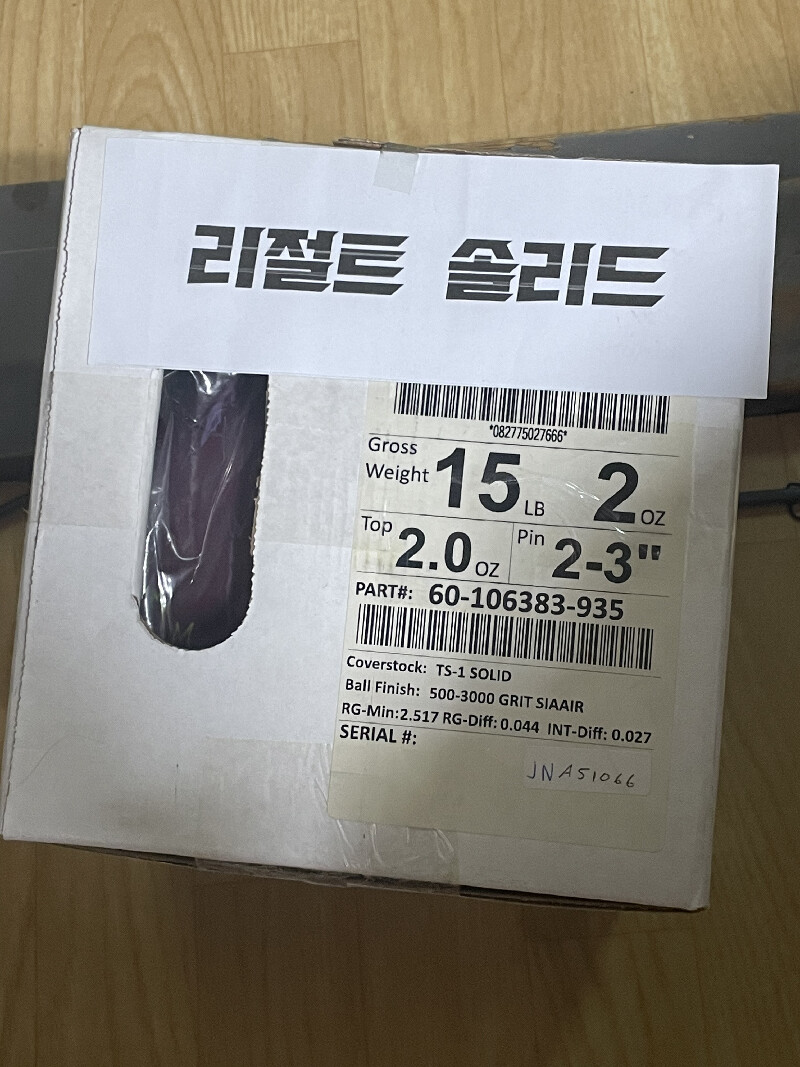 리절트 솔리드
*082775027666*
Gross Weight 15 LB 2 OZ
Top 2.0 OZ Pin 2-3"
PART#: 60-106383-935
Coverstock: TS-1 SOLID
Ball Finish: 500-3000 GRIT SIAAIR
RG-Min:2.517 RG-Diff: 0.044 INT-Diff: 0.027
SERIAL #:
JNA51066